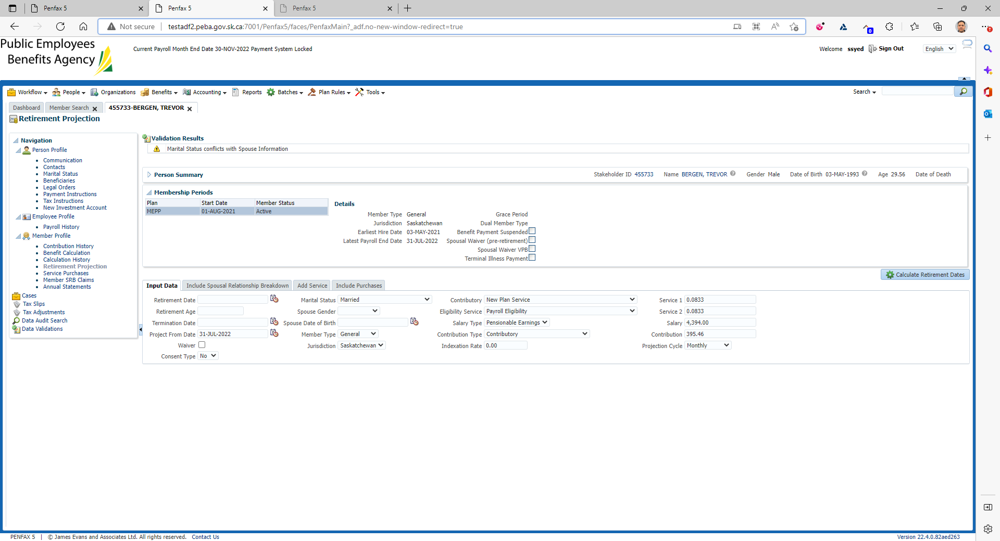 Penfax 5
Penfax 5
Penfax 5
Not secure
testadf2.peba.gov.sk.ca:7001/Penfax5/faces/PenfaxMain?_adf.no-new-window-redirect=true
Public Employees
Benefits Agency
Current Payroll Month End Date 30-NOV-2022 Payment System Locked
Welcome ssyed Sign Out English
Workflow People Organizations Benefits Accounting Reports Batches Plan Rules Tools Search
Dashboard Member Search 455733-BERGEN, TREVOR
Retirement Projection
Navigation
Person Profile
Communication
Contacts
Marital Status
Beneficiaries
Legal Orders
Payment Instructions
Tax Instructions
New Investment Account
Employee Profile
Payroll History
Member Profile
Contribution History
Benefit Calculation
Calculation History
Retirement Projection
Service Purchases
Member SRB Claims
Annual Statements
Cases
Tax Slips
Tax Adjustments
Data Audit Search
Data Validations
Validation Results
Marital Status conflicts with Spouse Information
Person Summary Stakeholder ID 455733 Name BERGEN, TREVOR Gender Male Date of Birth 03-MAY-1993 Age 29.56 Date of Death
Membership Periods
Plan Start Date Member Status
MEPP 01-AUG-2021 Active
Details
Member Type General Grace Period
Jurisdiction Saskatchewan Dual Member Type
Earliest Hire Date 03-MAY-2021 Benefit Payment Suspended
Latest Payroll End Date 31-JUL-2022 Spousal Waiver (pre-retirement)
Spousal Waiver VPB
Terminal Illness Payment
Calculate Retirement Dates
Input Data Include Spousal Relationship Breakdown Add Service Include Purchases
Retirement Date Marital Status Married Contributory New Plan Service Service 1 0.0833
Retirement Age Spouse Gender Eligibility Service Payroll Eligibility Service 2 0.0833
Termination Date Spouse Date of Birth Salary Type Pensionable Earnings Salary 4,394.00
Project From Date 31-JUL-2022 Member Type General Contribution Type Contributory Contribution 395.46
Waiver Jurisdiction Saskatchewan Indexation Rate 0.00 Projection Cycle Monthly
Consent Type No
PENFAX 5 | © James Evans and Associates Ltd. All rights reserved. Contact Us
Version 22.4.0.82aed263